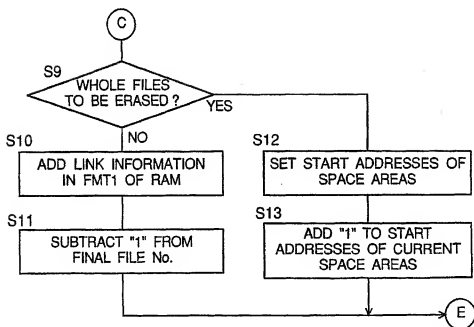 C
S9
WHOLE FILES
TO BE ERASED?
YES
NO
S10
ADD LINK INFORMATION
IN FMT1 OF RAM
S11
SUBTRACT "1" FROM
FINAL FILE No.
S12
SET START ADDRESSES OF
SPACE AREAS
S13
ADD "1" TO START
ADDRESSES OF CURRENT
SPACE AREAS
E